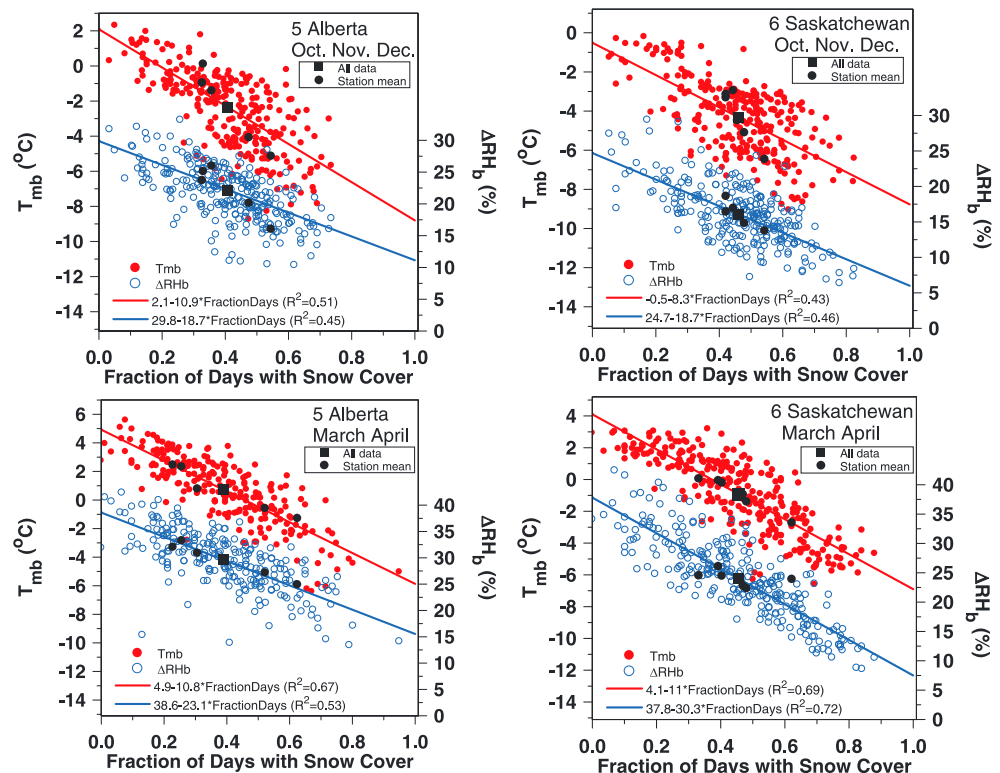 5 Alberta
Oct. Nov. Dec.
All data
Station mean
2
0
-2
-4
-6
-8
-10
-12
-14
Tmb (oC)
30
25
20
15
10
5
0
ΔRHb (%)
Tmb
ΔRHb
2.1-10.9*FractionDays (R2=0.51)
29.8-18.7*FractionDays (R2=0.45)
0.0 0.2 0.4 0.6 0.8 1.0
Fraction of Days with Snow Cover
6 Saskatchewan
Oct. Nov. Dec.
All data
Station mean
0
-2
-4
-6
-8
-10
-12
-14
Tmb (oC)
30
25
20
15
10
5
0
ΔRHb (%)
Tmb
ΔRHb
-0.5-8.3*FractionDays (R2=0.43)
24.7-18.7*FractionDays (R2=0.46)
0.0 0.2 0.4 0.6 0.8 1.0
Fraction of Days with Snow Cover
5 Alberta
March April
All data
Station mean
6
4
2
0
-2
-4
-6
-8
-10
-12
-14
Tmb (oC)
40
35
30
25
20
15
10
5
0
ΔRHb (%)
Tmb
ΔRHb
4.9-10.8*FractionDays (R2=0.67)
38.6-23.1*FractionDays (R2=0.53)
0.0 0.2 0.4 0.6 0.8 1.0
Fraction of Days with Snow Cover
6 Saskatchewan
March April
All data
Station mean
4
2
0
-2
-4
-6
-8
-10
-12
-14
Tmb (oC)
40
35
30
25
20
15
10
5
0
ΔRHb (%)
Tmb
ΔRHb
4.1-11*FractionDays (R2=0.69)
37.8-30.3*FractionDays (R2=0.72)
0.0 0.2 0.4 0.6 0.8 1.0
Fraction of Days with Snow Cover